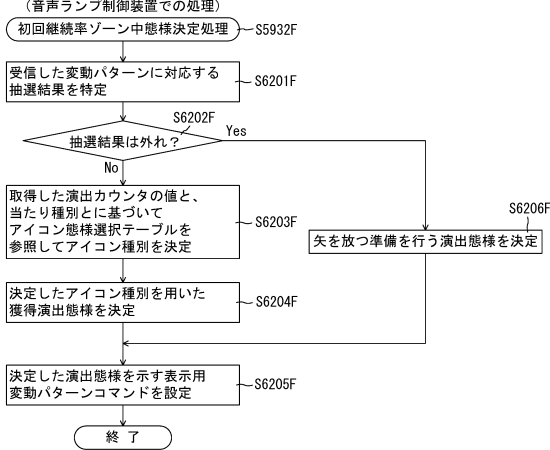 (音声ランプ制御装置での処理)
初回継続率ゾーン中態様決定処理
S5932F
受信した変動パターンに対応する
抽選結果を特定
S6201F
抽選結果は外れ?
S6202F
Yes
No
取得した演出カウンタの値と、
当たり種別とに基づいて
アイコン態様選択テーブルを
参照してアイコン種別を決定
S6203F
矢を放つ準備を行う演出態様を決定
S6206F
決定したアイコン種別を用いた
獲得演出態様を決定
S6204F
決定した演出態様を示す表示用
変動パターンコマンドを設定
S6205F
終了